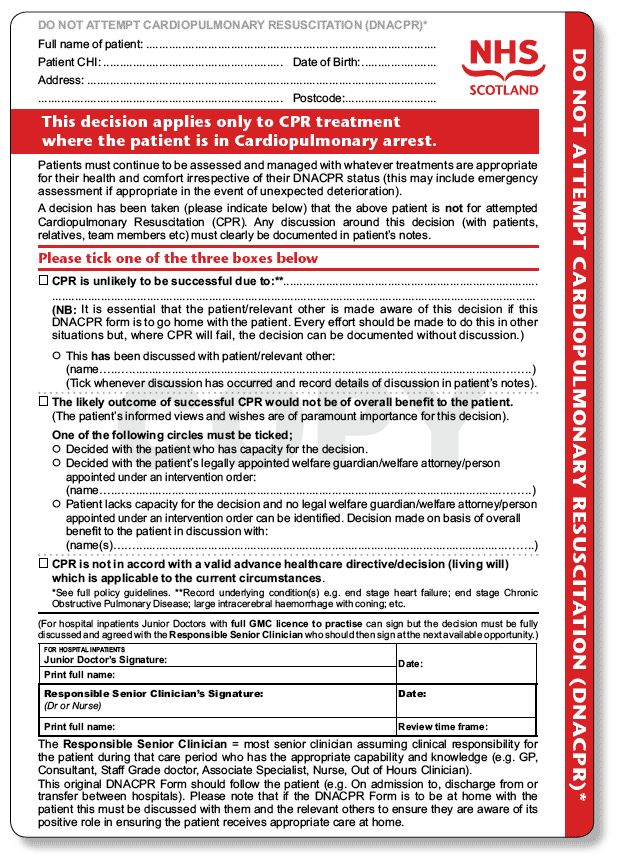 DO NOT ATTEMPT CARDIOPULMONARY RESUSCITATION (DNACPR)*
Full name of patient: ................................................................................................
Patient CHI: ........................................................ Date of Birth:.......................
Address: ............................................................................................................
........................................................................... Postcode:............................
NHS
SCOTLAND
This decision applies only to CPR treatment
where the patient is in Cardiopulmonary arrest.
Patients must continue to be assessed and managed with whatever treatments are appropriate
for their health and comfort irrespective of their DNACPR status (this may include emergency
assessment if appropriate in the event of unexpected deterioration).
A decision has been taken (please indicate below) that the above patient is not for attempted
Cardiopulmonary Resuscitation (CPR). Any discussion around this decision (with patients,
relatives, team members etc) must clearly be documented in patient's notes.
Please tick one of the three boxes below
CPR is unlikely to be successful due to:**..............................................................................
....................................................................................................................................................
(NB: It is essential that the patient/relevant other is made aware of this decision if this
DNACPR form is to go home with the patient. Every effort should be made to do this in other
situations but, where CPR will fail, the decision can be documented without discussion.)
This has been discussed with patient/relevant other:
(name.................................................................................................................................)
(Tick whenever discussion has occurred and record details of discussion in patient's notes).
The likely outcome of successful CPR would not be of overall benefit to the patient.
(The patient's informed views and wishes are of paramount importance for this decision).
One of the following circles must be ticked;
Decided with the patient who has capacity for the decision.
Decided with the patient's legally appointed welfare guardian/welfare attorney/person
appointed under an intervention order:
(name.................................................................................................................................)
Patient lacks capacity for the decision and no legal welfare guardian/welfare attorney/person
appointed under an intervention order can be identified. Decision made on basis of overall
benefit to the patient in discussion with:
(name(s).............................................................................................................................)
CPR is not in accord with a valid advance healthcare directive/decision (living will)
which is applicable to the current circumstances.
*See full policy guidelines. **Record underlying condition(s) e.g. end stage heart failure; end stage Chronic
Obstructive Pulmonary Disease; large intracerebral haemorrhage with coning; etc.
(For hospital inpatients Junior Doctors with full GMC licence to practise can sign but the decision must be fully
discussed and agreed with the Responsible Senior Clinician who should then sign at the next available opportunity.)
FOR HOSPITAL INPATIENTS
Junior Doctor's Signature:
Date:
Print full name:
Responsible Senior Clinician's Signature: Date:
(Dr or Nurse)
Print full name: Review time frame:
The Responsible Senior Clinician = most senior clinician assuming clinical responsibility for
the patient during that care period who has the appropriate capability and knowledge (e.g. GP,
Consultant, Staff Grade doctor, Associate Specialist, Nurse, Out of Hours Clinician).
This original DNACPR Form should follow the patient (e.g. On admission to, discharge from or
transfer between hospitals). Please note that if the DNACPR Form is to be at home with the
patient this must be discussed with them and the relevant others to ensure they are aware of its
positive role in ensuring the patient receives appropriate care at home.
DO NOT ATTEMPT CARDIOPULMONARY RESUSCITATION (DNACPR)*
COPY